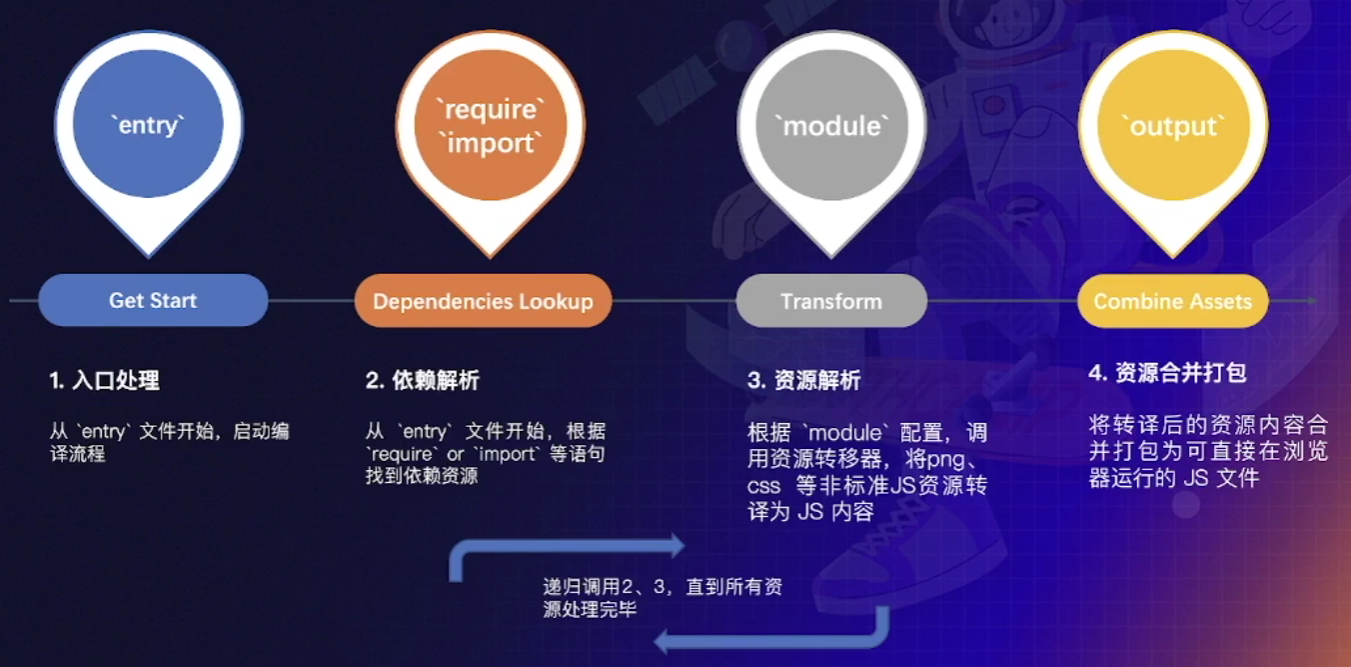 `entry`
`require`
`import`
`module`
`output`
Get Start
Dependencies Lookup
Transform
Combine Assets
1. 入口处理
从 `entry` 文件开始，启动编
译流程
2. 依赖解析
从 `entry` 文件开始，根据
`require` or `import` 等语句
找到依赖资源
3. 资源解析
根据 `module` 配置，调
用资源转移器，将png、
css 等非标准JS资源转
译为 JS 内容
4. 资源合并打包
将转译后的资源内容合
并打包为可直接在浏览
器运行的 JS 文件
递归调用2、3，直到所有资
源处理完毕